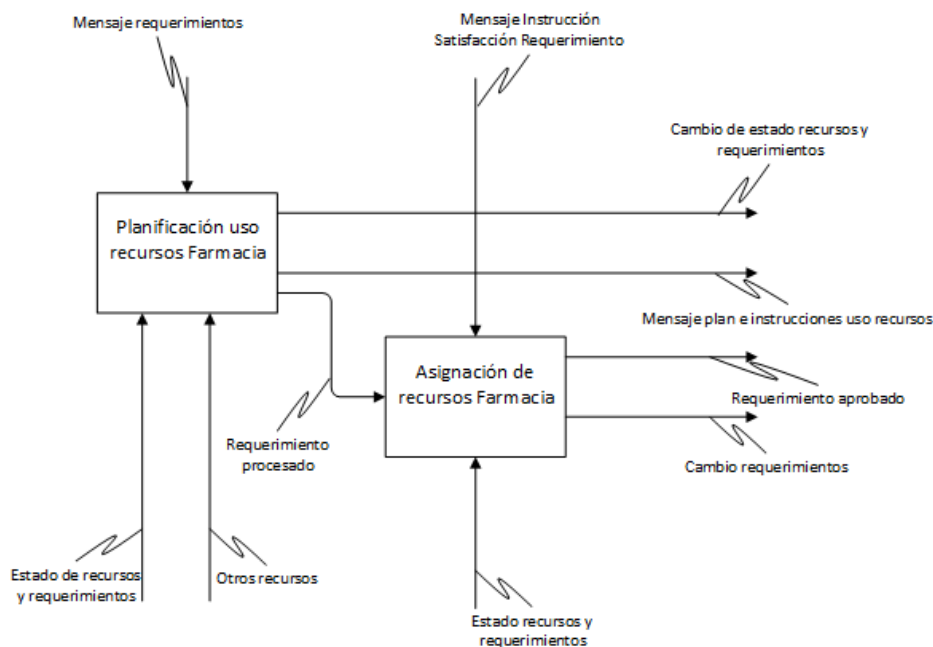 Mensaje requerimientos
Mensaje Instrucción
Satisfacción Requerimiento
Cambio de estado recursos y
requerimientos
Planificación uso
recursos Farmacia
Mensaje plan e instrucciones uso recursos
Asignación de
recursos Farmacia
Requerimiento aprobado
Requerimiento
procesado
Cambio requerimientos
Estado de recursos
y requerimientos
Otros recursos
Estado recursos y
requerimientos